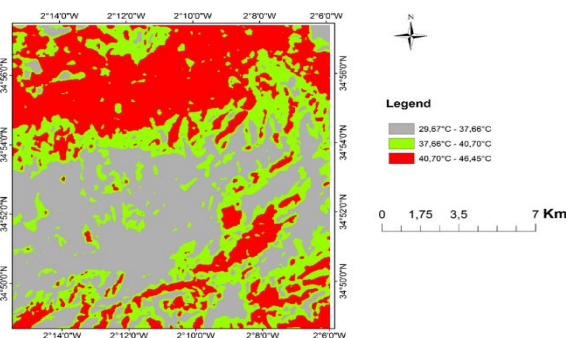 2°14'0"W 2°12'0"W 2°10'0"W 2°8'0"W 2°6'0"W
34°56'0"N 34°54'0"N 34°52'0"N 34°50'0"N
34°56'0"N 34°54'0"N 34°52'0"N 34°50'0"N
2°14'0"W 2°12'0"W 2°10'0"W 2°8'0"W 2°6'0"W
N
Legend
29,67°C - 37,66°C
37,66°C - 40,70°C
40,70°C - 46,45°C
0 1,75 3,5 7 Km